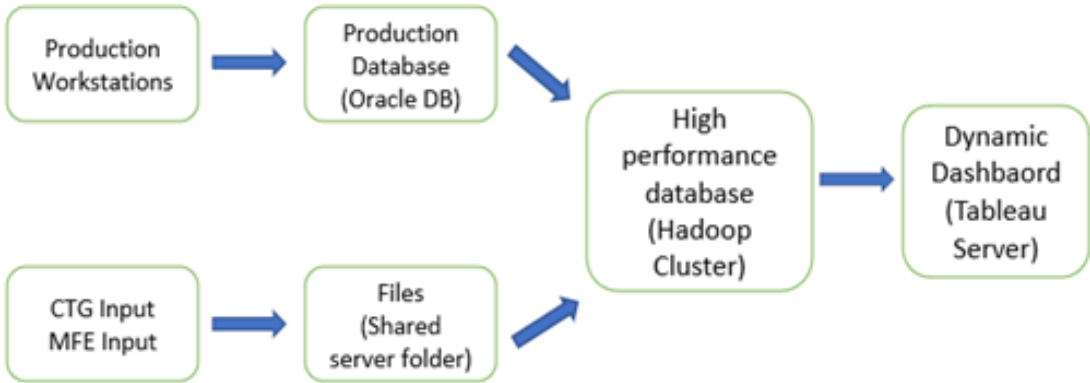 Production
Workstations
Production
Database
(Oracle DB)
High
performance
database
(Hadoop
Cluster)
Dynamic
Dashbaord
(Tableau
Server)
CTG Input
MFE Input
Files
(Shared
server folder)